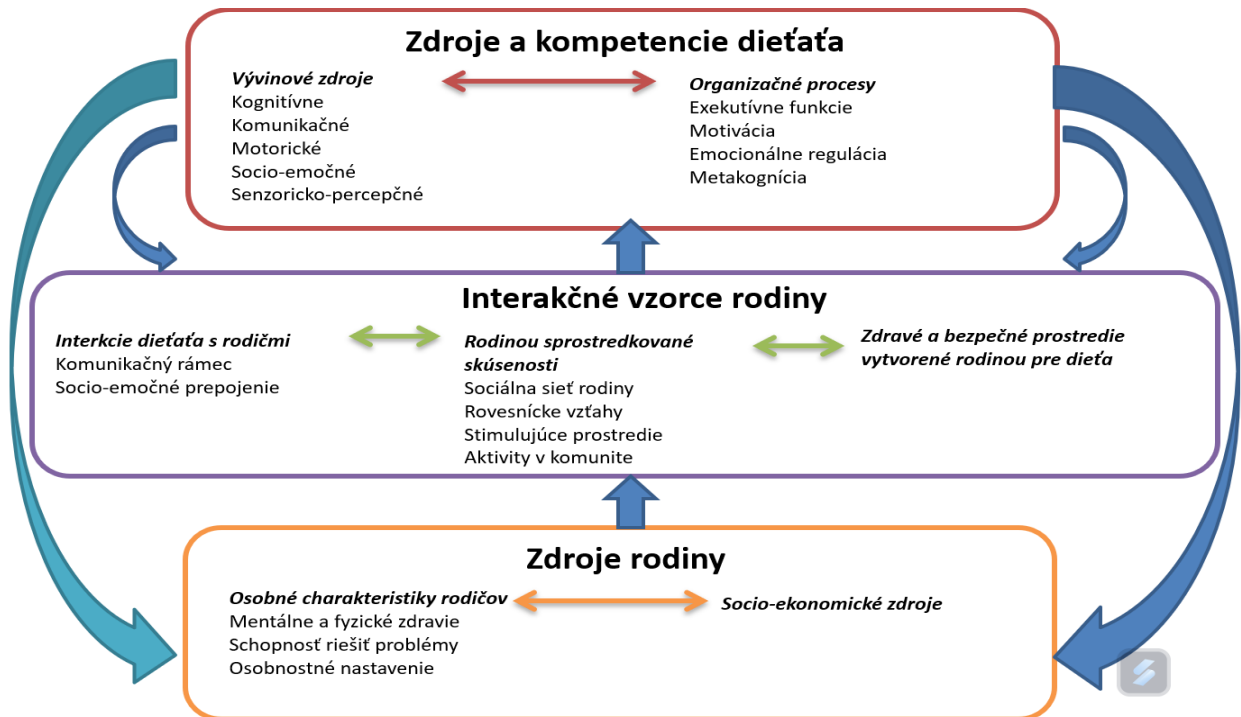 Zdroje a kompetencie dieťaťa
Vývinové zdroje
Kognitívne
Komunikačné
Motorické
Socio-emočné
Senzoricko-percepčné
Organizačné procesy
Exekutívne funkcie
Motivácia
Emocionálne regulácia
Metakognícia
Interakčné vzorce rodiny
Interkcie dieťaťa s rodičmi
Komunikačný rámec
Socio-emočné prepojenie
Rodinou sprostredkované
skúsenosti
Sociálna sieť rodiny
Rovesnícke vzťahy
Stimulujúce prostredie
Aktivity v komunite
Zdravé a bezpečné prostredie
vytvorené rodinou pre dieťa
Zdroje rodiny
Osobné charakteristiky rodičov
Mentálne a fyzické zdravie
Schopnosť riešiť problémy
Osobnostné nastavenie
Socio-ekonomické zdroje